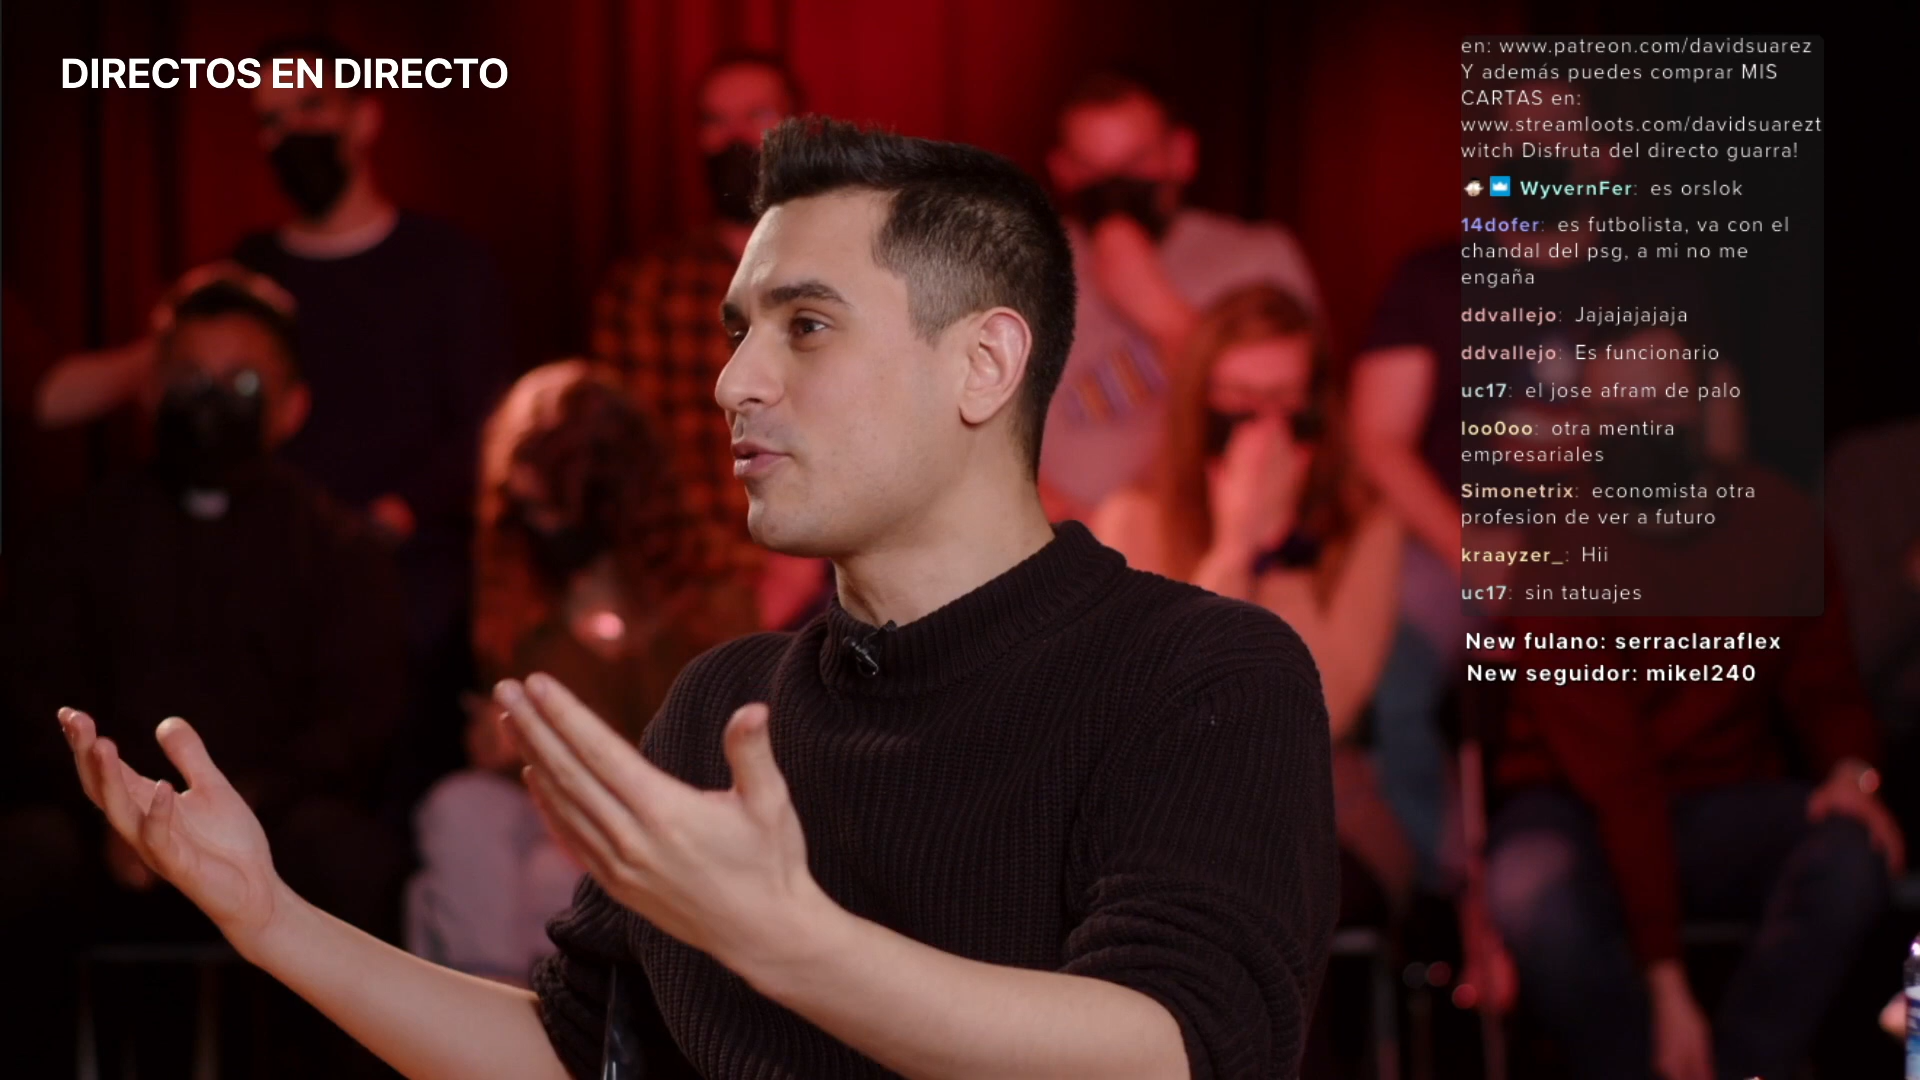 DIRECTOS EN DIRECTO
en: www.patreon.com/davidsuarez
Y además puedes comprar MIS
CARTAS en:
www.streamloots.com/davidsuarezt
witch Disfruta del directo guarra!
WyvernFer: es orslok
14dofer: es futbolista, va con el
chandal del psg, a mi no me
engaña
ddvallejo: Jajajajajaja
ddvallejo: Es funcionario
uc17: el jose afram de palo
loo0oo: otra mentira
empresariales
Simonetrix: economista otra
profesion de ver a futuro
kraayzer_: Hii
uc17: sin tatuajes
New fulano: serraclaraflex
New seguidor: mikel240